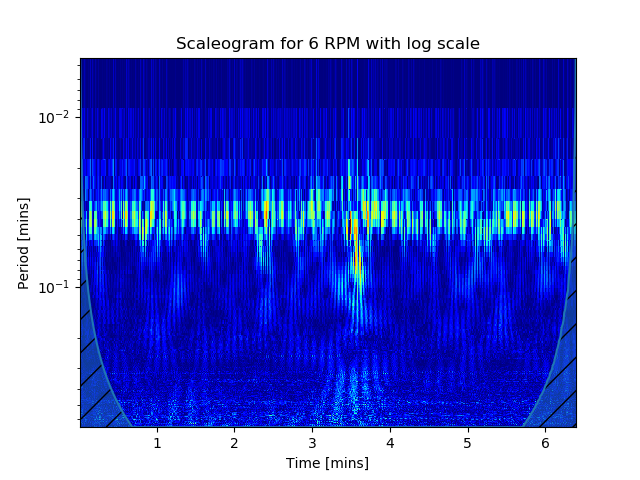 Scaleogram for 6 RPM with log scale
10⁻²
10⁻¹
Period [mins]
1 2 3 4 5 6
Time [mins]